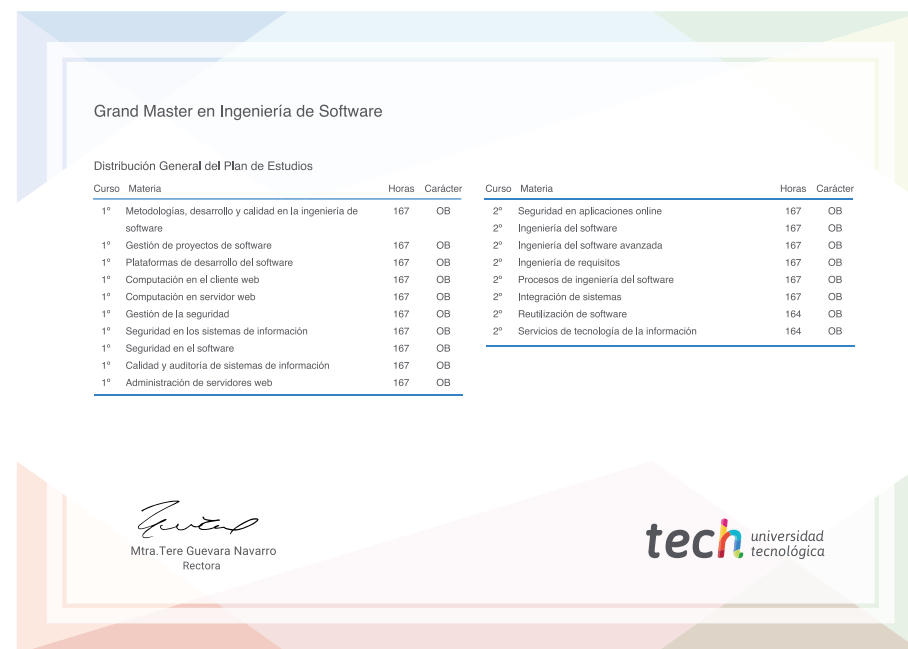 Grand Master en Ingeniería de Software
Distribución General del Plan de Estudios
Curso Materia Horas Carácter
1º Metodologías, desarrollo y calidad en la ingeniería de 167 OB
software
1º Gestión de proyectos de software 167 OB
1º Plataformas de desarrollo del software 167 OB
1º Computación en el cliente web 167 OB
1º Computación en servidor web 167 OB
1º Gestión de la seguridad 167 OB
1º Seguridad en los sistemas de información 167 OB
1º Seguridad en el software 167 OB
1º Calidad y auditoría de sistemas de información 167 OB
1º Administración de servidores web 167 OB
Curso Materia Horas Carácter
2º Seguridad en aplicaciones online 167 OB
2º Ingeniería del software 167 OB
2º Ingeniería del software avanzada 167 OB
2º Ingeniería de requisitos 167 OB
2º Procesos de ingeniería del software 167 OB
2º Integración de sistemas 167 OB
2º Reutilización de software 164 OB
2º Servicios de tecnología de la información 164 OB
Mtra.Tere Guevara Navarro
Rectora
tech universidad
tecnológica